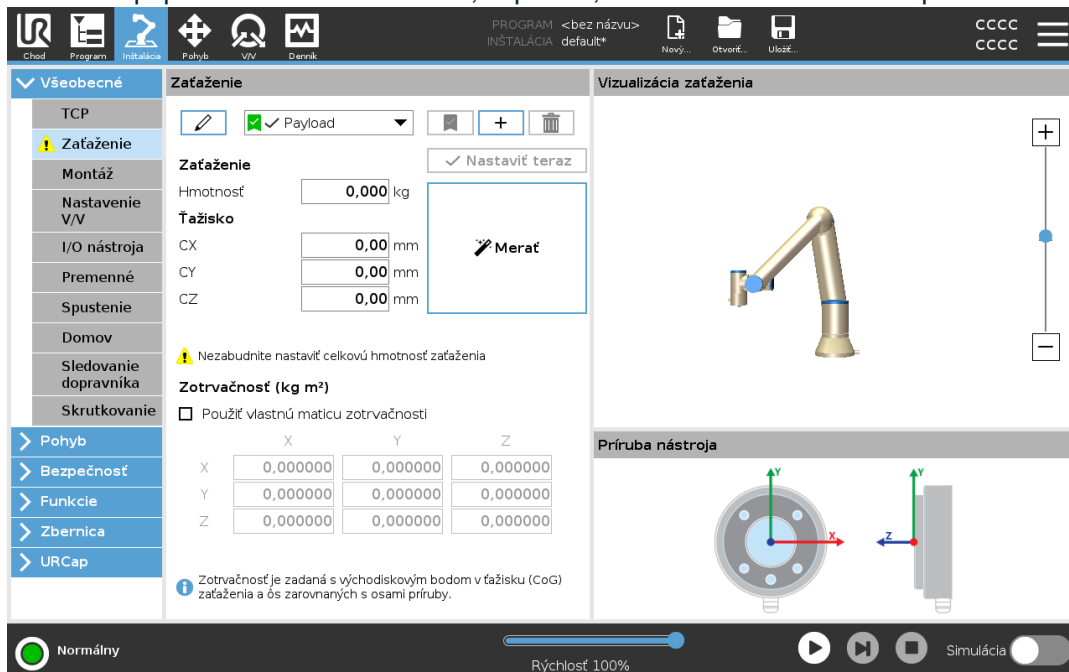 UR
Chod
Program
Inštalácia
Pohyb
V/V
Denník
PROGRAM <bez názvu>
INŠTALÁCIA default*
Nový...
Otvoriť...
Uložiť...
CCCC
CCCC
Všeobecné
TCP
Zaťaženie
Montáž
Nastavenie
V/V
I/O nástroja
Premenné
Spustenie
Domov
Sledovanie
dopravníka
Skrutkovanie
Pohyb
Bezpečnosť
Funkcie
Zbernica
URCap
Zaťaženie
Payload
Nastaviť teraz
Zaťaženie
Hmotnosť 0,000 kg
Ťažisko
CX 0,00 mm
CY 0,00 mm
CZ 0,00 mm
Merať
Nezabudnite nastaviť celkovú hmotnosť zaťaženia
Zotrvačnosť (kg m²)
Použiť vlastnú maticu zotrvačnosti
X Y Z
X 0,000000 0,000000 0,000000
Y 0,000000 0,000000 0,000000
Z 0,000000 0,000000 0,000000
Zotrvačnosť je zadaná s východiskovým bodom v ťažisku (CoG)
zaťaženia a ôs zarovnaných s osami príruby.
Vizualizácia zaťaženia
Príruba nástroja
Y
X
Y
Z
Normálny
Rýchlosť 100%
Simulácia